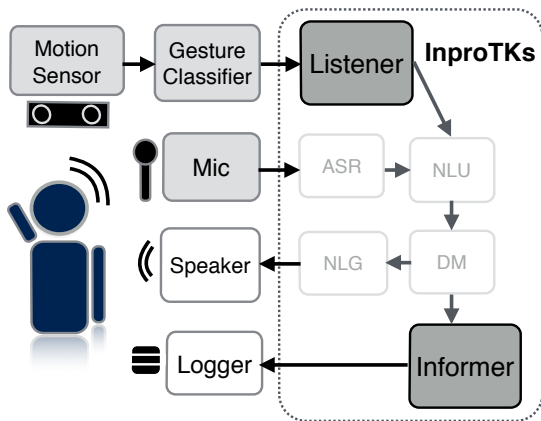 Motion
Sensor
Gesture
Classifier
Listener
InproTKs
Mic
ASR
NLU
Speaker
NLG
DM
Logger
Informer